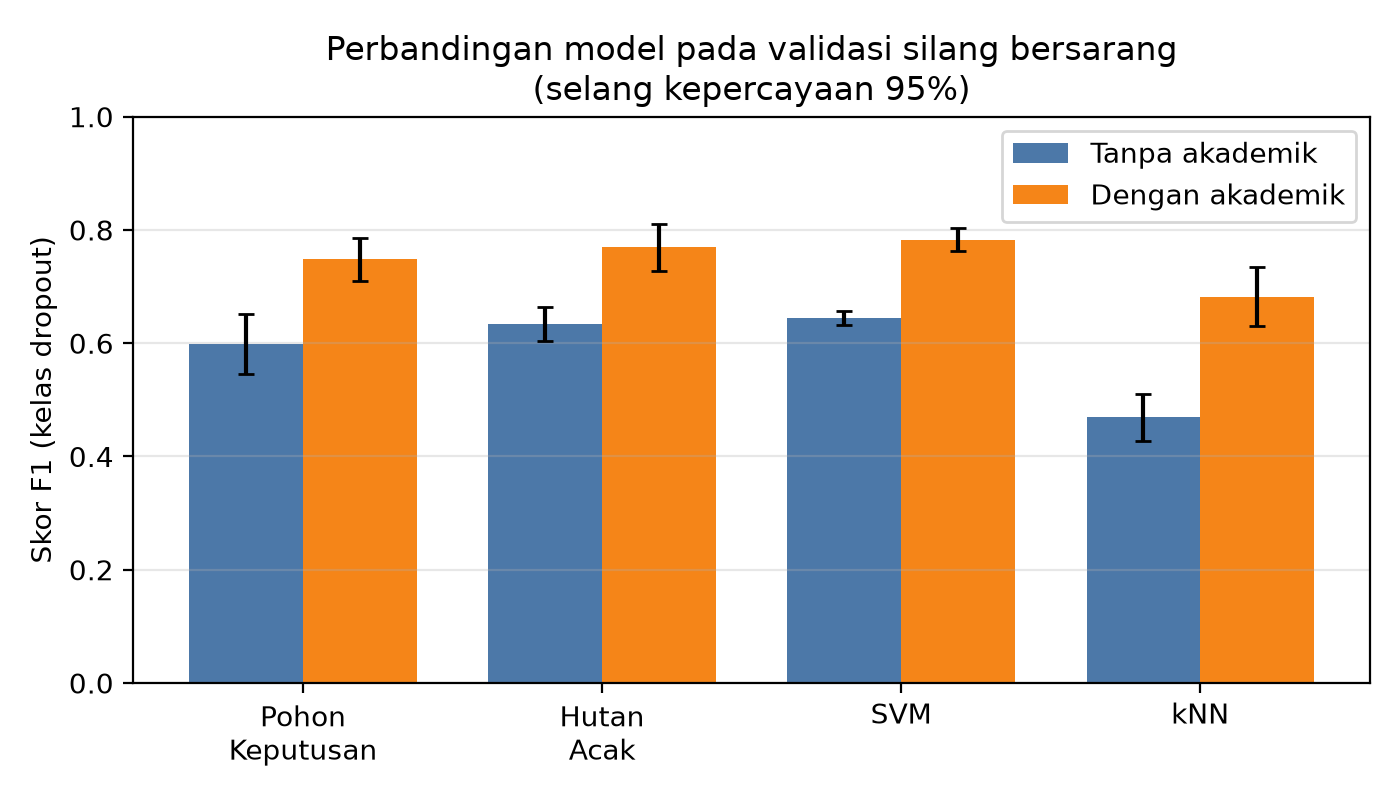 Perbandingan model pada validasi silang bersarang
(selang kepercayaan 95%)
Skor F1 (kelas dropout)
1.0
0.8
0.6
0.4
0.2
0.0
Tanpa akademik
Dengan akademik
Pohon
Keputusan
Hutan
Acak
SVM
kNN